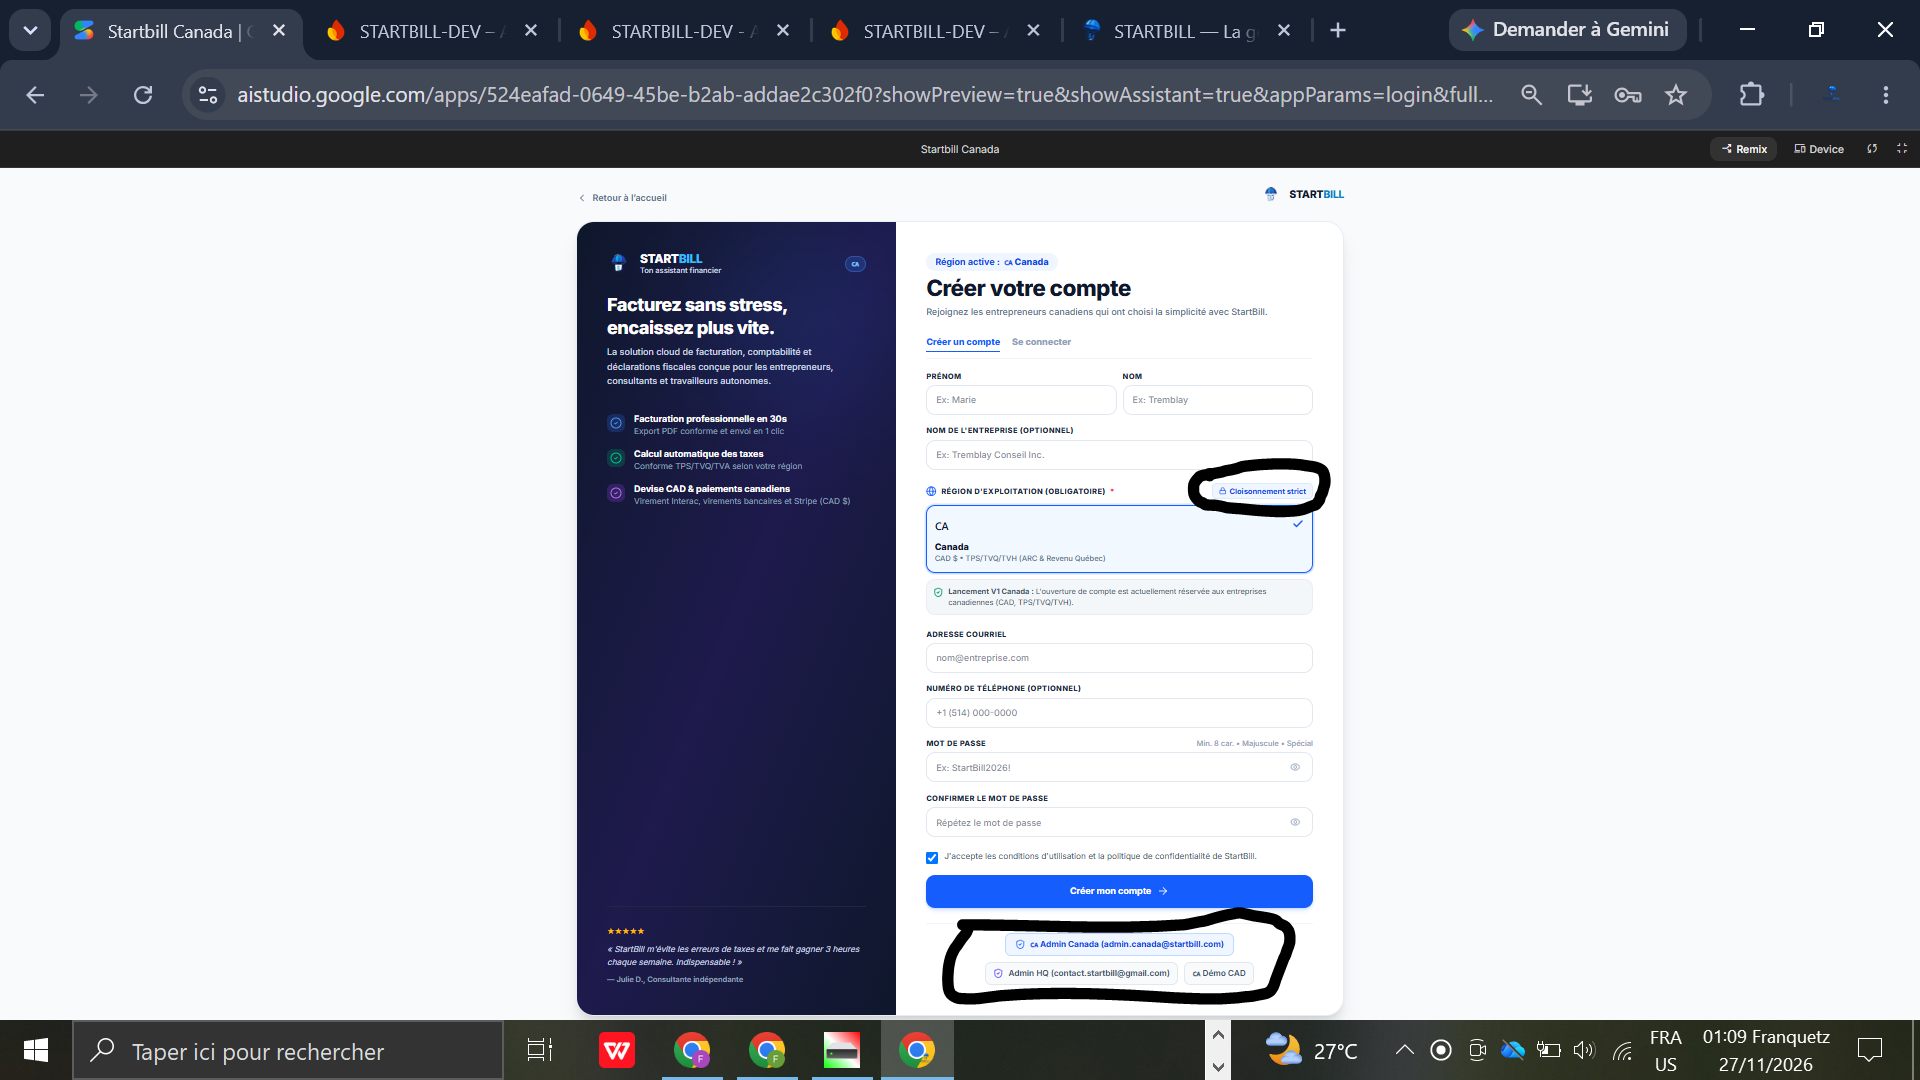 Startbill Canada | 
STARTBILL-DEV –
STARTBILL-DEV -
STARTBILL-DEV –
STARTBILL — La g
Demander à Gemini
aistudio.google.com/apps/524eafad-0649-45be-b2ab-addae2c302f0?showPreview=true&showAssistant=true&appParams=login&full...
Startbill Canada
Remix
Device
Retour à l'accueil
STARTBILL
STARTBILL
Ton assistant financier
CA
Facturez sans stress,
encaissez plus vite.
La solution cloud de facturation, comptabilité et
déclarations fiscales conçue pour les entrepreneurs,
consultants et travailleurs autonomes.
Facturation professionnelle en 30s
Export PDF conforme et envoi en 1 clic
Calcul automatique des taxes
Conforme TPS/TVQ/TVA selon votre région
Devise CAD & paiements canadiens
Virement Interac, virements bancaires et Stripe (CAD $)
★★★★★
« StartBill m'évite les erreurs de taxes et me fait gagner 3 heures
chaque semaine. Indispensable ! »
— Julie D., Consultante indépendante
Région active : CA Canada
Créer votre compte
Rejoignez les entrepreneurs canadiens qui ont choisi la simplicité avec StartBill.
Créer un compte
Se connecter
PRÉNOM
NOM
Ex: Marie
Ex: Tremblay
NOM DE L'ENTREPRISE (OPTIONNEL)
Ex: Tremblay Conseil Inc.
RÉGION D'EXPLOITATION (OBLIGATOIRE) *
Cloisonnement strict
CA
Canada
CAD $ • TPS/TVQ/TVH (ARC & Revenu Québec)
Lancement V1 Canada : L'ouverture de compte est actuellement réservée aux entreprises
canadiennes (CAD, TPS/TVQ/TVH).
ADRESSE COURRIEL
nom@entreprise.com
NUMÉRO DE TÉLÉPHONE (OPTIONNEL)
+1 (514) 000-0000
MOT DE PASSE
Min. 8 car. • Majuscule • Spécial
Ex: StartBill2026!
CONFIRMER LE MOT DE PASSE
Répétez le mot de passe
J'accepte les conditions d'utilisation et la politique de confidentialité de StartBill.
Créer mon compte
CA Admin Canada (admin.canada@startbill.com)
Admin HQ (contact.startbill@gmail.com)
CA Démo CAD
Taper ici pour rechercher
27°C
FRA
US
01:09 Franquetz
27/11/2026